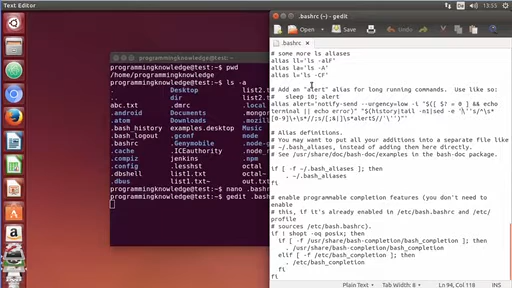 Text Editor
13:55
.bashrc (~) - gedit
Open
Save
Undo
.bashrc
# some more ls aliases
alias ll='ls -alF'
alias la='ls -A'
alias l='ls -CF'
# Add an "alert" alias for long running commands.  Use like so:
#   sleep 10; alert
alias alert='notify-send --urgency=low -i "$([ $? = 0 ] && echo
terminal || echo error)" "$(history|tail -n1|sed -e '\''s/^\s*
[0-9]\+\s*//;s/[;&|]\s*alert$//'\'')"'
# Alias definitions.
# You may want to put all your additions into a separate file like
# ~/.bash_aliases, instead of adding them here directly.
# See /usr/share/doc/bash-doc/examples in the bash-doc package.
if [ -f ~/.bash_aliases ]; then
. ~/.bash_aliases
fi
# enable programmable completion features (you don't need to
enable
# this, if it's already enabled in /etc/bash.bashrc and /etc/
profile
# sources /etc/bash.bashrc).
if ! shopt -oq posix; then
if [ -f /usr/share/bash-completion/bash_completion ]; then
. /usr/share/bash-completion/bash_completion
elif [ -f /etc/bash_completion ]; then
. /etc/bash_completion
fi
fi
Plain Text
Tab Width: 8
Ln 94, Col 118
INS
programmingknowledge@test: ~
programmingknowledge@test:~$ pwd
/home/programmingknowledge
programmingknowledge@test:~$ ls -a
. Desktop list2.
.. .dmrc .local
abc.txt Documents .mongo
.android Downloads .mozil
.atom examples.desktop Music
.bash_history .gconf node
.bash_logout .Genymobile .node
.bashrc .ICEauthority .node_
.cache jenkins .npm
.compiz .lesshst octal
.config list1.txt octal
.dbshell list1.txt~ out.tx
.dbus
programmingknowledge@test:~$ nano .bash
programmingknowledge@test:~$ gedit .bash